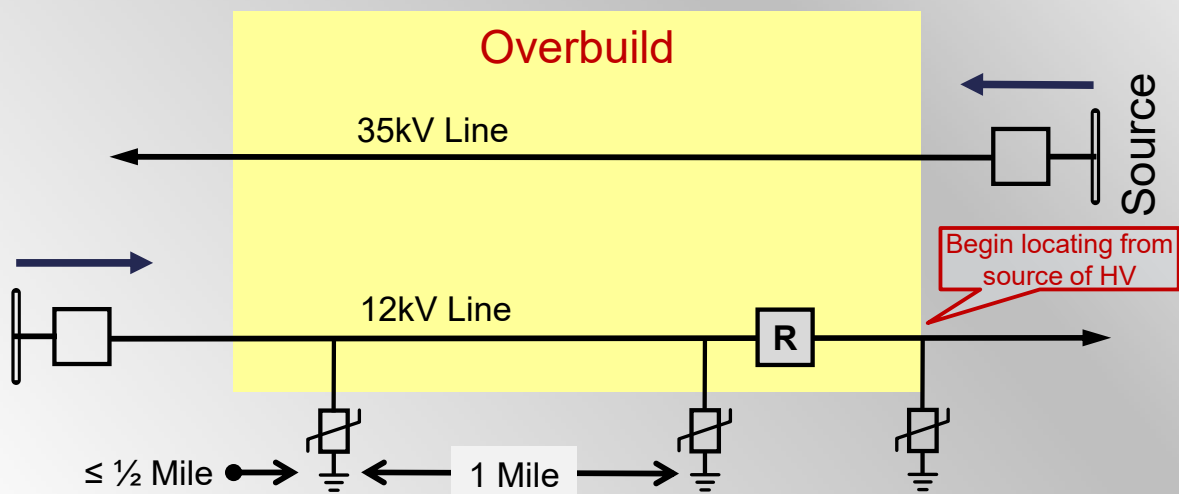 Overbuild
35kV Line
Source
Begin locating from
source of HV
12kV Line
R
≤ ½ Mile
1 Mile